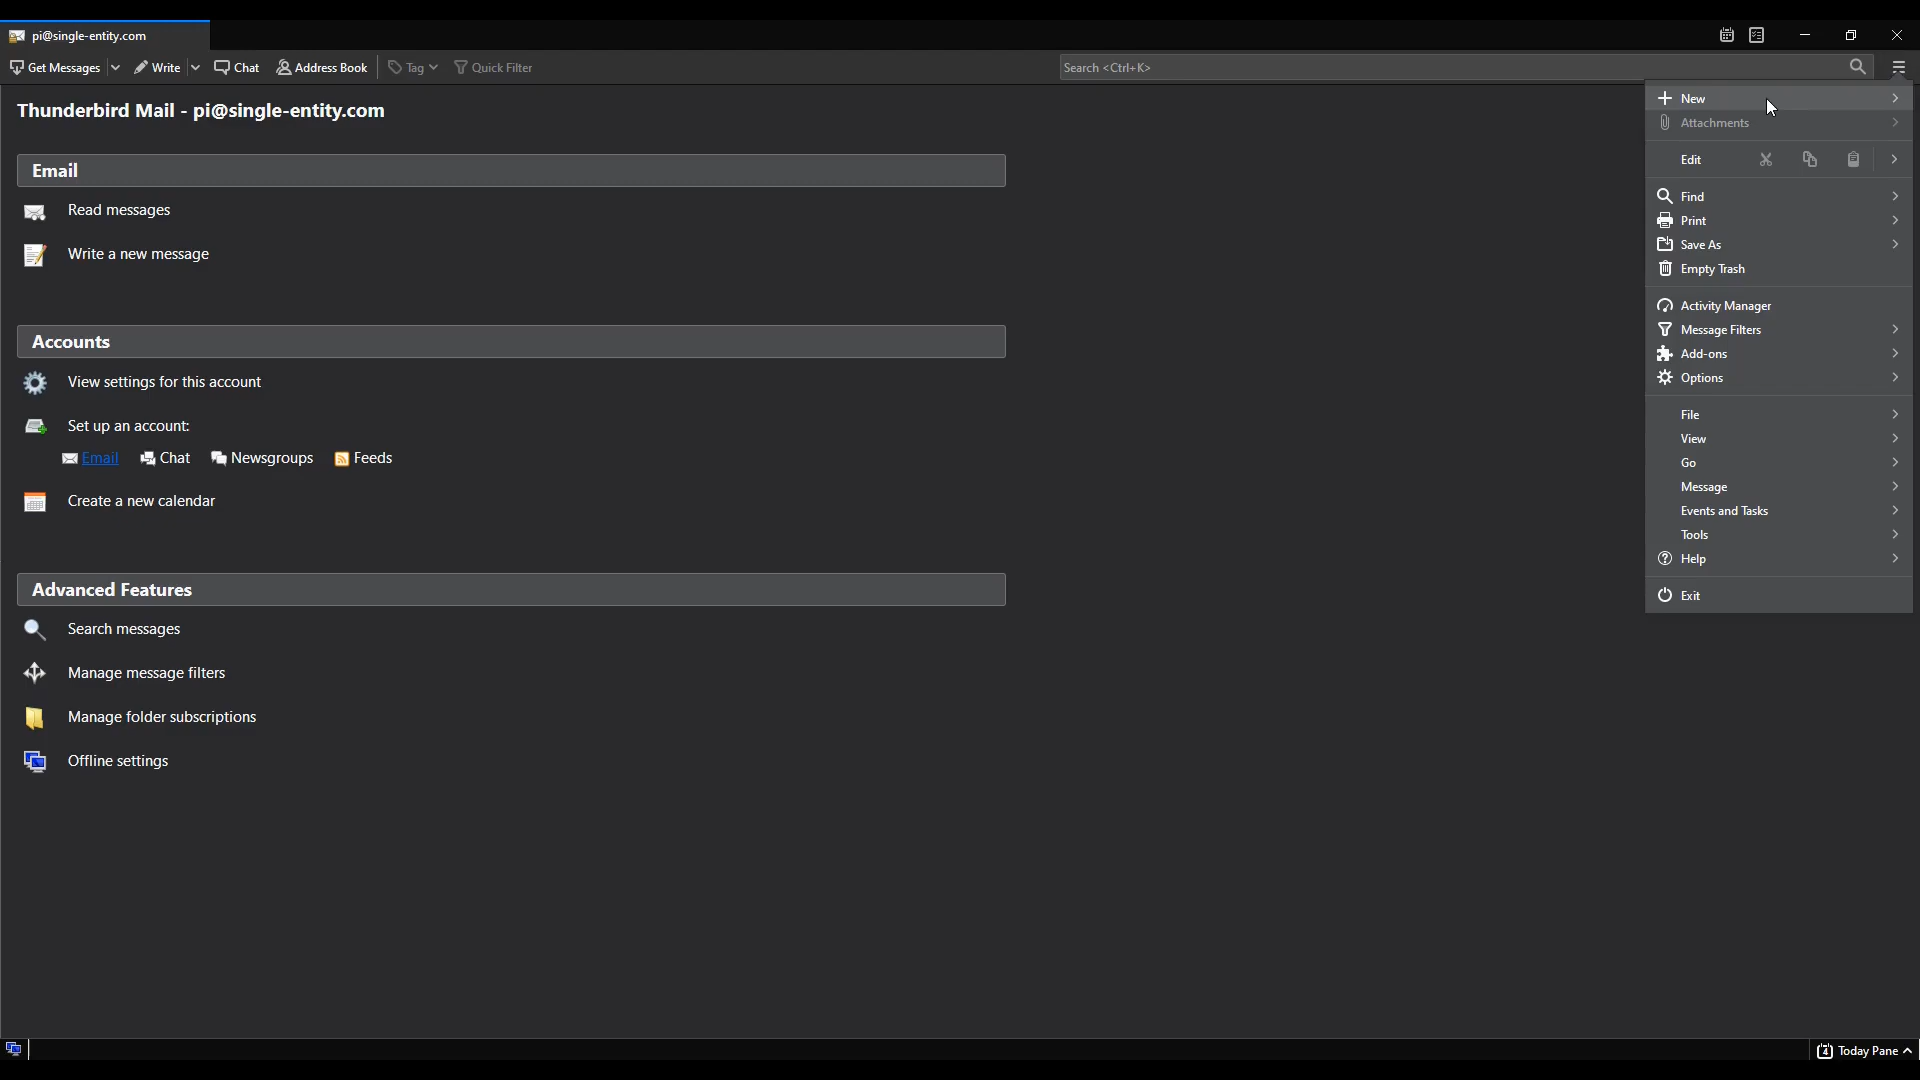 pi@single-entity.com
Get Messages Write Chat Address Book Tag Quick Filter Search <Ctrl+K>
Thunderbird Mail - pi@single-entity.com
Email
Read messages
Write a new message
Accounts
View settings for this account
Set up an account:
Email Chat Newsgroups Feeds
Create a new calendar
Advanced Features
Search messages
Manage message filters
Manage folder subscriptions
Offline settings
New
Attachments
Edit
Find
Print
Save As
Empty Trash
Activity Manager
Message Filters
Add-ons
Options
File
View
Go
Message
Events and Tasks
Tools
Help
Exit
4 Today Pane